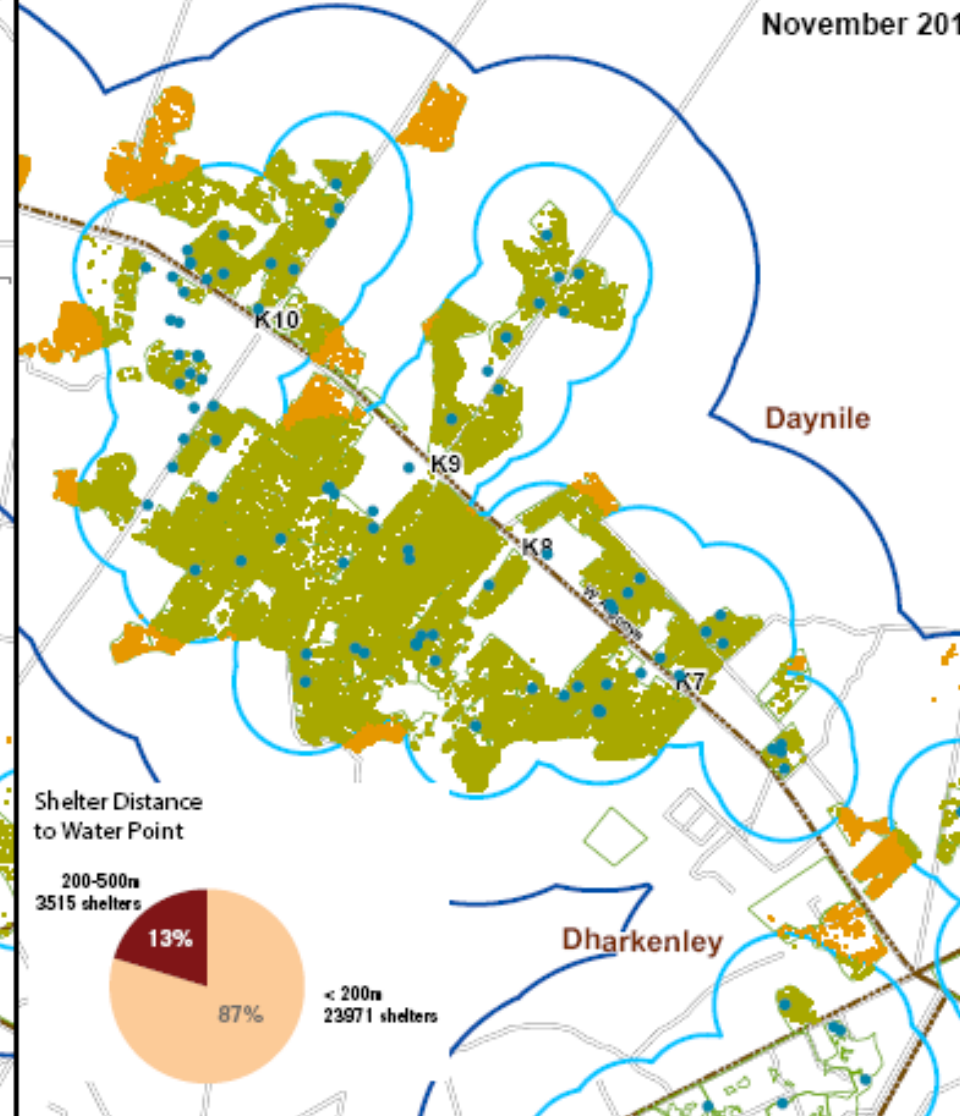 November 201
K10
Daynile
K9
K8
K7
Shelter Distance
to Water Point
200-500m
3515 shelters
13%
Dharkenley
< 200m
23971 shelters
87%